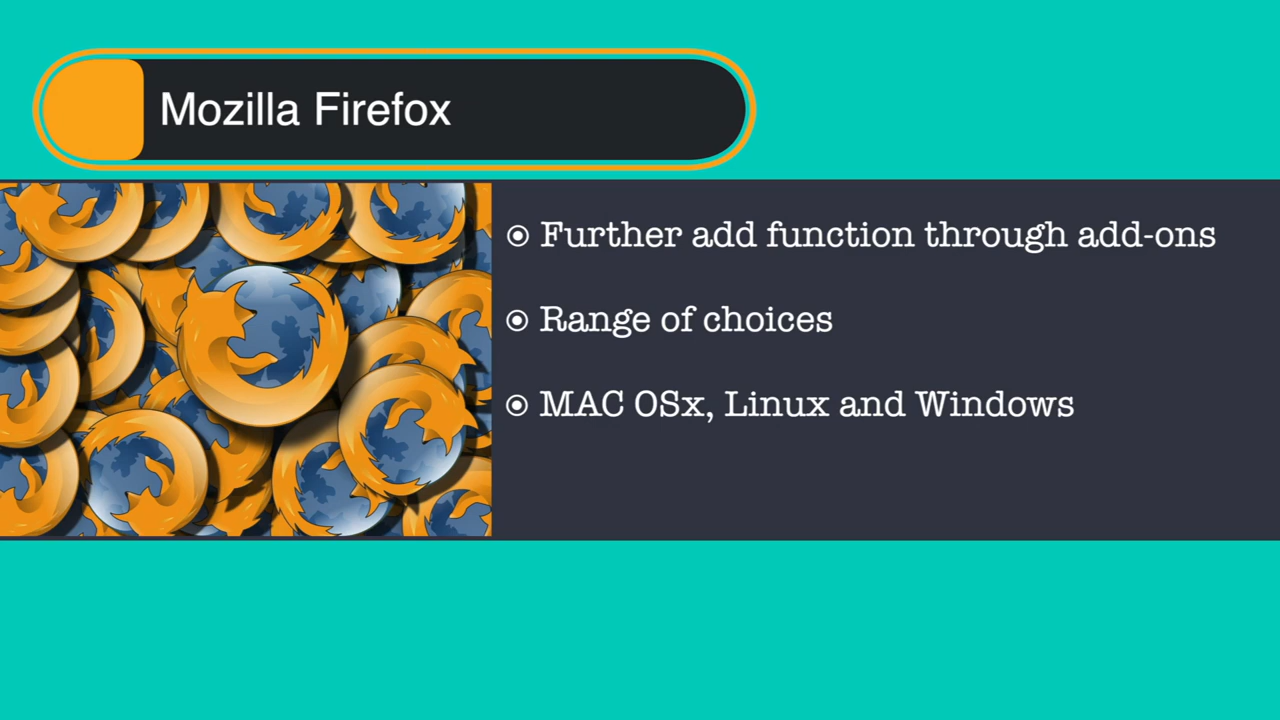 Mozilla Firefox
Further add function through add-ons
Range of choices
MAC OSx, Linux and Windows